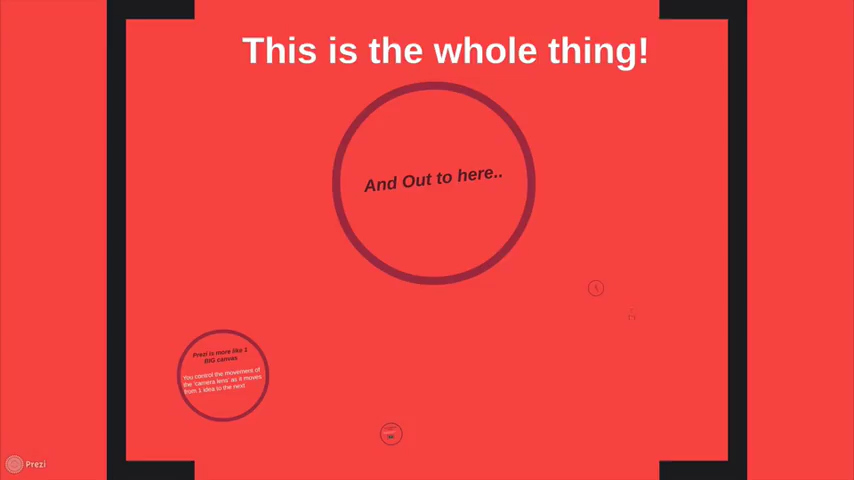 This is the whole thing!
And Out to here..
Prezi is more like 1
BIG canvas
You control the movement of
the 'camera lens' as it moves
from 1 idea to the next
Prezi